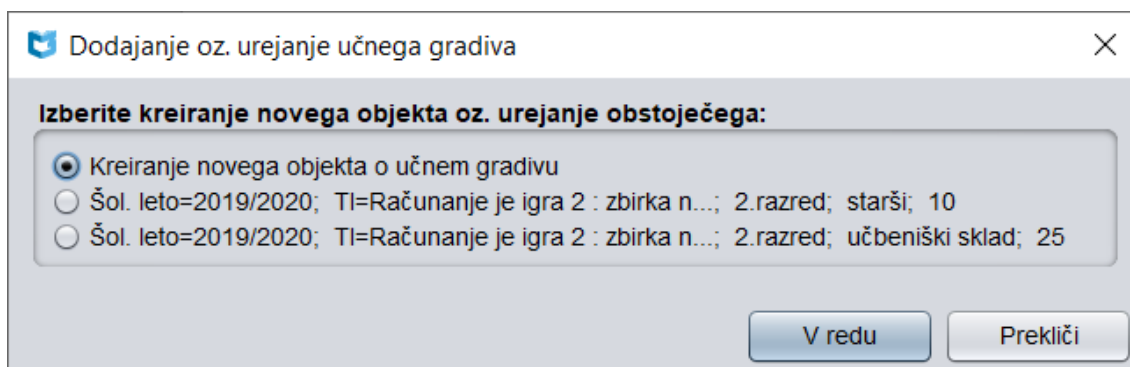 Dodajanje oz. urejanje učnega gradiva
Izberite kreiranje novega objekta oz. urejanje obstoječega:
Kreiranje novega objekta o učnem gradivu
Šol. leto=2019/2020; TI=Računanje je igra 2 : zbirka n...; 2.razred; starši; 10
Šol. leto=2019/2020; TI=Računanje je igra 2 : zbirka n...; 2.razred; učbeniški sklad; 25
V redu Prekliči